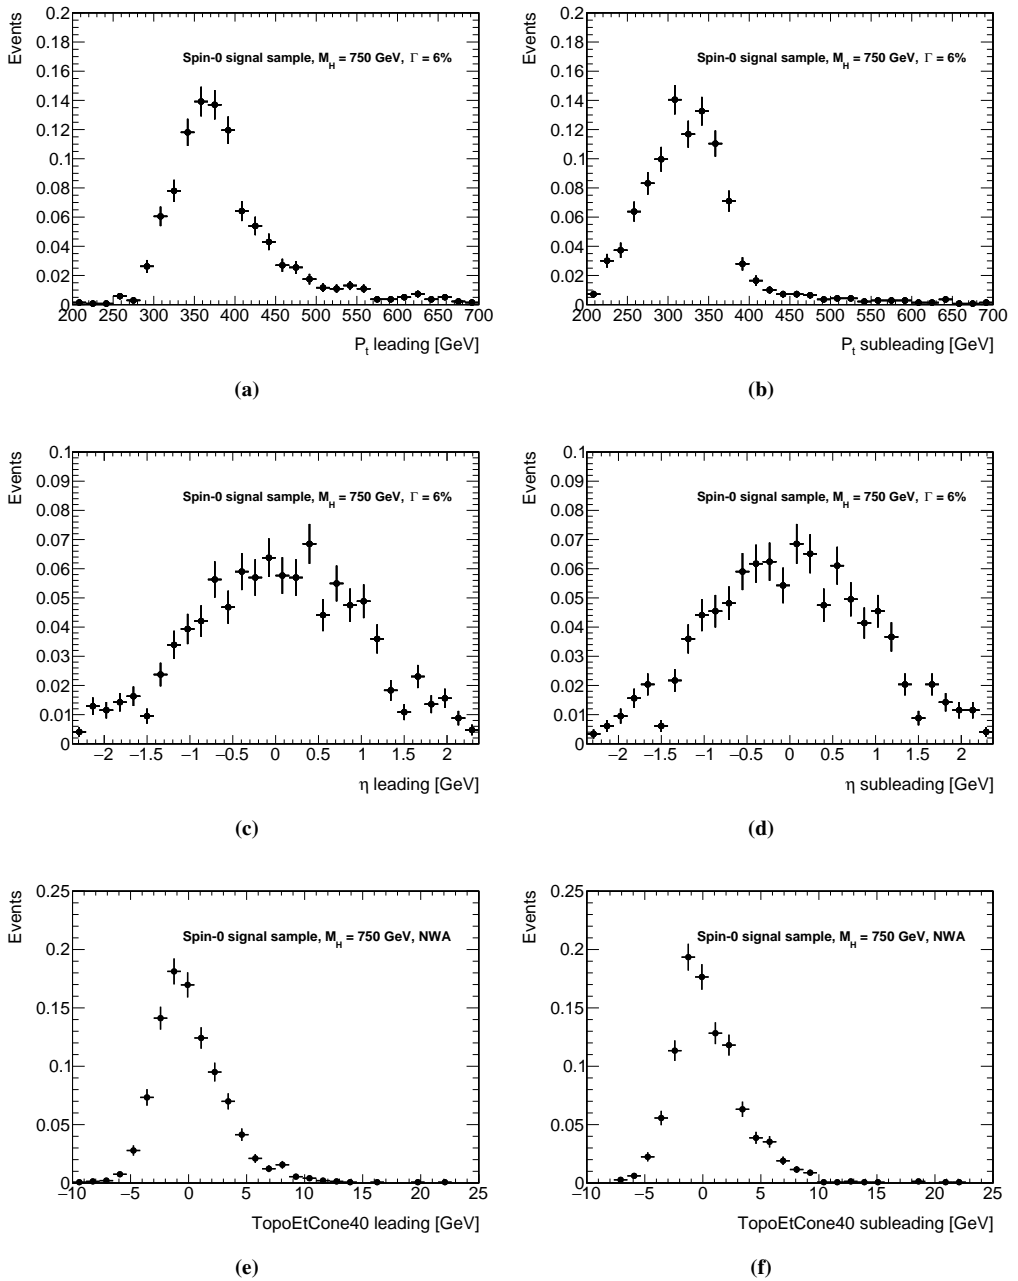 Events
0.2
0.18
0.16
0.14
0.12
0.1
0.08
0.06
0.04
0.02
0
Spin-0 signal sample, M_H = 750 GeV, Γ = 6%
200 250 300 350 400 450 500 550 600 650 700
P_t leading [GeV]
(a)
Events
0.2
0.18
0.16
0.14
0.12
0.1
0.08
0.06
0.04
0.02
0
Spin-0 signal sample, M_H = 750 GeV, Γ = 6%
200 250 300 350 400 450 500 550 600 650 700
P_t subleading [GeV]
(b)
Events
0.1
0.09
0.08
0.07
0.06
0.05
0.04
0.03
0.02
0.01
0
Spin-0 signal sample, M_H = 750 GeV, Γ = 6%
−2 −1.5 −1 −0.5 0 0.5 1 1.5 2
η leading [GeV]
(c)
Events
0.1
0.09
0.08
0.07
0.06
0.05
0.04
0.03
0.02
0.01
0
Spin-0 signal sample, M_H = 750 GeV, Γ = 6%
−2 −1.5 −1 −0.5 0 0.5 1 1.5 2
η subleading [GeV]
(d)
Events
0.25
0.2
0.15
0.1
0.05
0
Spin-0 signal sample, M_H = 750 GeV, NWA
−10 −5 0 5 10 15 20 25
TopoEtCone40 leading [GeV]
(e)
Events
0.25
0.2
0.15
0.1
0.05
0
Spin-0 signal sample, M_H = 750 GeV, NWA
−10 −5 0 5 10 15 20 25
TopoEtCone40 subleading [GeV]
(f)